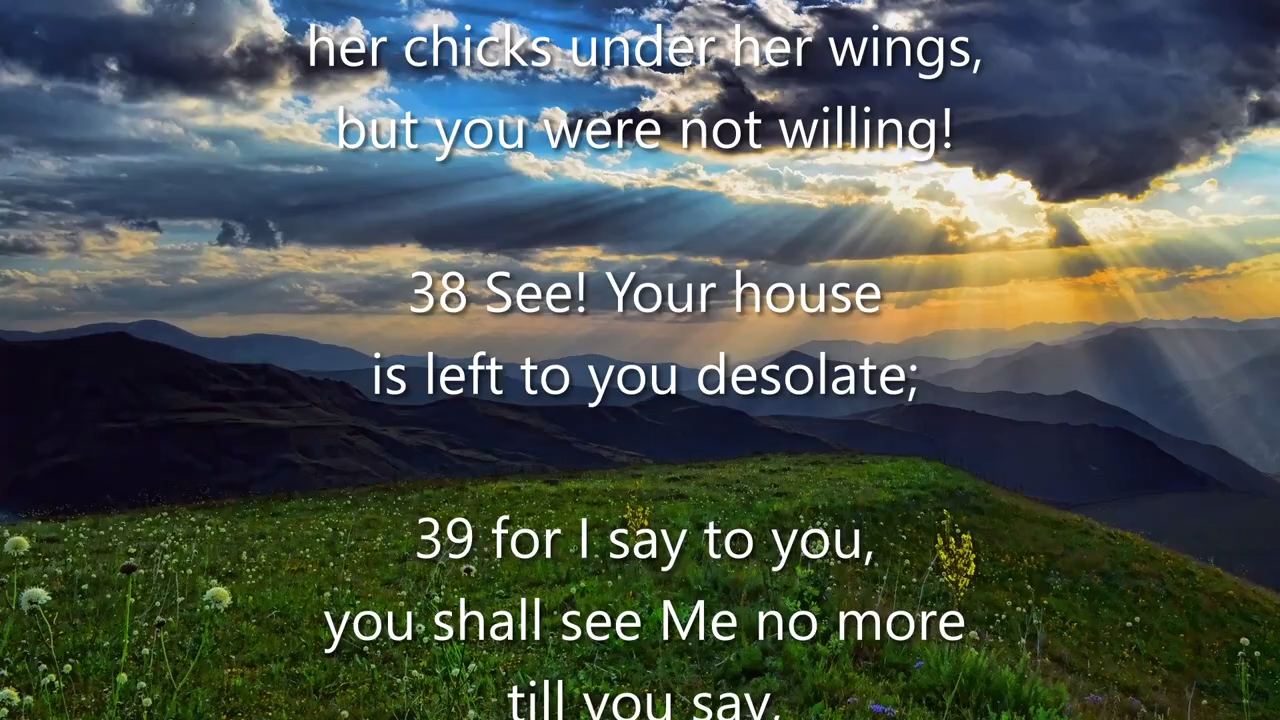 her chicks under her wings,
but you were not willing!
38 See! Your house
is left to you desolate;
39 for I say to you,
you shall see Me no more
till you say,